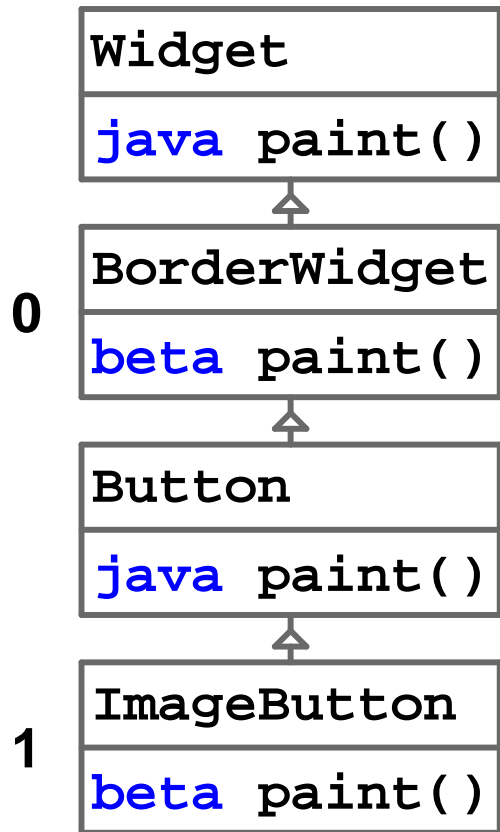 Widget
java paint()
0
BorderWidget
beta paint()
Button
java paint()
1
ImageButton
beta paint()